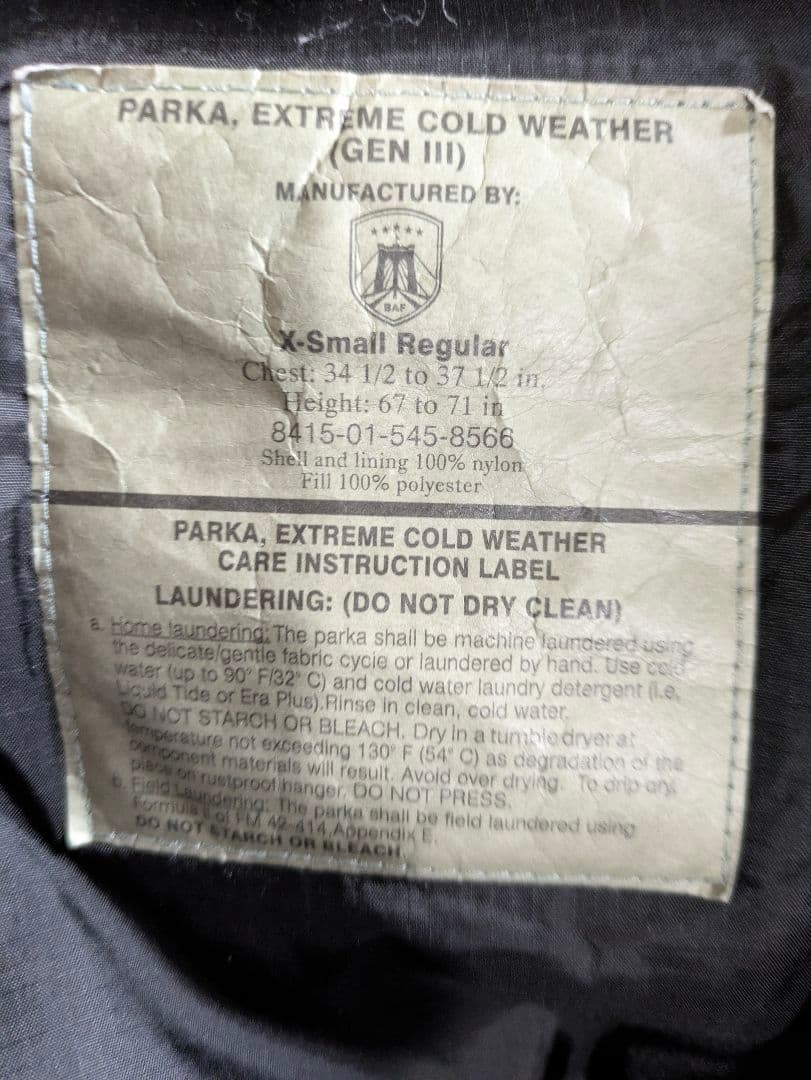 PARKA, EXTREME COLD WEATHER
(GEN III)
MANUFACTURED BY:
BAF
X-Small Regular
Chest: 34 1/2 to 37 1/2 in.
Height: 67 to 71 in
8415-01-545-8566
Shell and lining 100% nylon
Fill 100% polyester
PARKA, EXTREME COLD WEATHER
CARE INSTRUCTION LABEL
LAUNDERING: (DO NOT DRY CLEAN)
a. Home laundering: The parka shall be machine laundered using
the delicate/gentle fabric cycle or laundered by hand. Use cold
water (up to 90° F/32° C) and cold water laundry detergent (i.e.
Liquid Tide or Era Plus).Rinse in clean, cold water.
DO NOT STARCH OR BLEACH. Dry in a tumble dryer at
temperature not exceeding 130° F (54° C) as degradation of the
component materials will result. Avoid over drying. To drip dry,
place on rustproof hanger. DO NOT PRESS.
b. Field Laundering: The parka shall be field laundered using
Formula of FM 42-414,Appendix E.
DO NOT STARCH OR BLEACH.